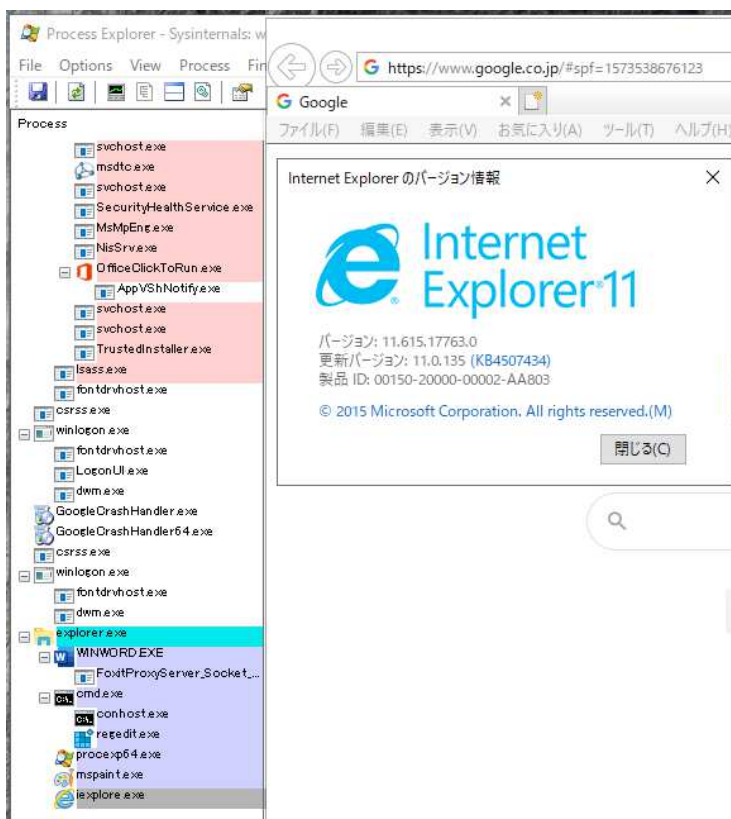 Process Explorer - Sysinternals: w
File Options View Process Fin
Process
svchost.exe
msdtc.exe
svchost.exe
SecurityHealthService.exe
MsMpEng.exe
NisSrv.exe
OfficeClickToRun.exe
AppVShNotify.exe
svchost.exe
svchost.exe
TrustedInstaller.exe
lsass.exe
fontdrvhost.exe
csrss.exe
winlogon.exe
fontdrvhost.exe
LogonUI.exe
dwm.exe
GoogleCrashHandler.exe
GoogleCrashHandler64.exe
csrss.exe
winlogon.exe
fontdrvhost.exe
dwm.exe
explorer.exe
WINWORD.EXE
FoxitProxyServer_Socket_...
cmd.exe
conhost.exe
regedit.exe
procexp64.exe
mspaint.exe
iexplore.exe
https://www.google.co.jp/#spf=1573538676123
Google
ファイル(F) 編集(E) 表示(V) お気に入り(A) ツール(T) ヘルプ(H)
Internet Explorer のバージョン情報
Internet
Explorer®11
バージョン: 11.615.17763.0
更新バージョン: 11.0.135 (KB4507434)
製品 ID: 00150-20000-00002-AA803
© 2015 Microsoft Corporation. All rights reserved.(M)
閉じる(C)